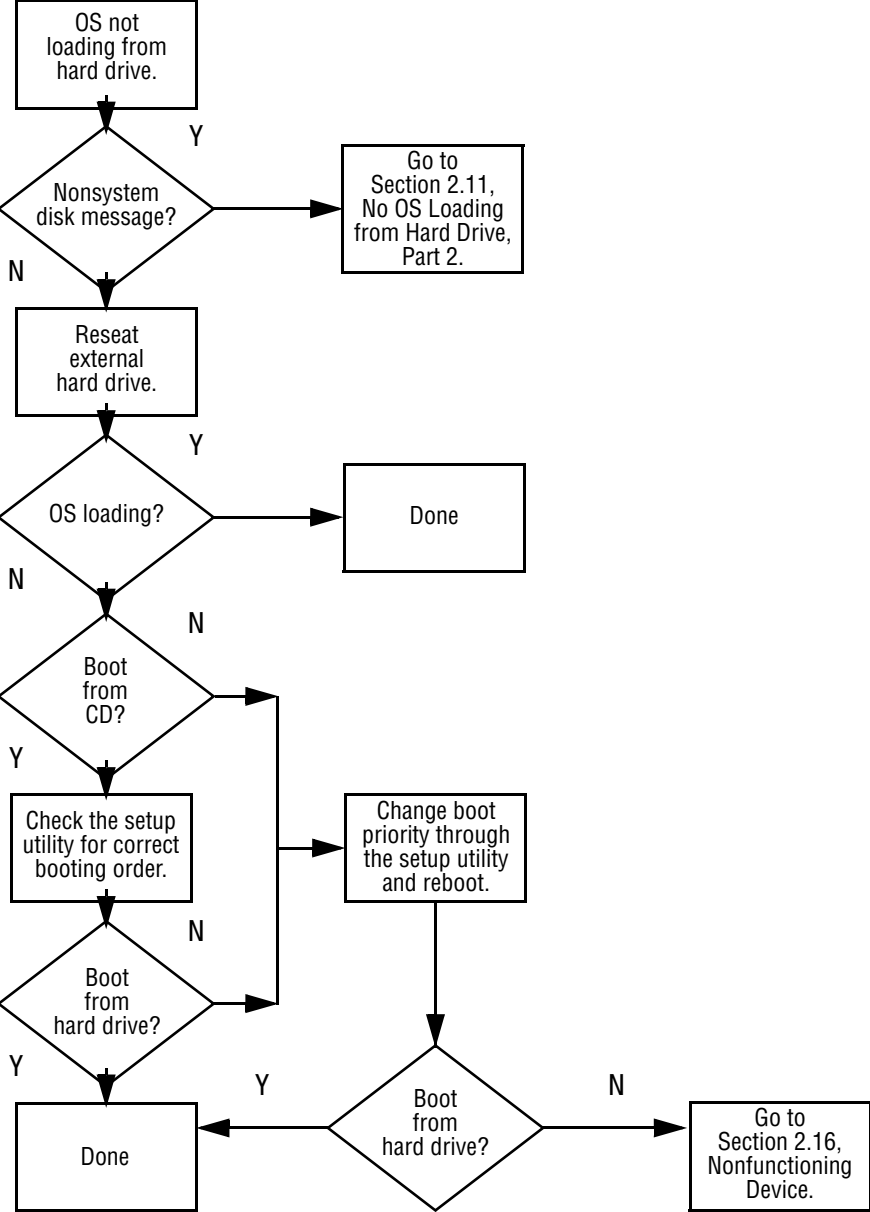 OS not
loading from
hard drive.
Y
Nonsystem
disk message?
Go to
Section 2.11,
No OS Loading
from Hard Drive,
Part 2.
N
Reseat
external
hard drive.
Y
OS loading?
Done
N
N
Boot
from
CD?
Y
Check the setup
utility for correct
booting order.
Change boot
priority through
the setup utility
and reboot.
N
Boot
from
hard drive?
Y
Done
Y
Boot
from
hard drive?
N
Go to
Section 2.16,
Nonfunctioning
Device.